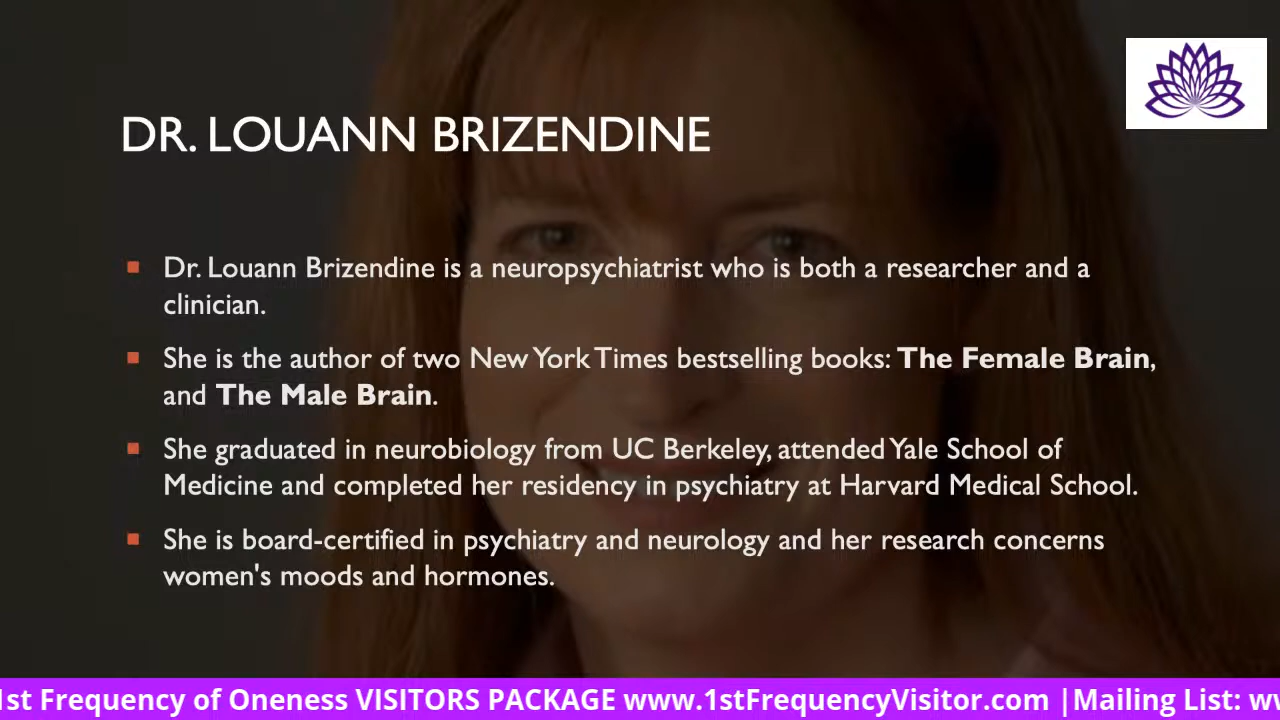 DR. LOUANN BRIZENDINE
Dr. Louann Brizendine is a neuropsychiatrist who is both a researcher and a
clinician.
She is the author of two New York Times bestselling books: The Female Brain,
and The Male Brain.
She graduated in neurobiology from UC Berkeley, attended Yale School of
Medicine and completed her residency in psychiatry at Harvard Medical School.
She is board-certified in psychiatry and neurology and her research concerns
women's moods and hormones.
1st Frequency of Oneness VISITORS PACKAGE www.1stFrequencyVisitor.com |Mailing List: